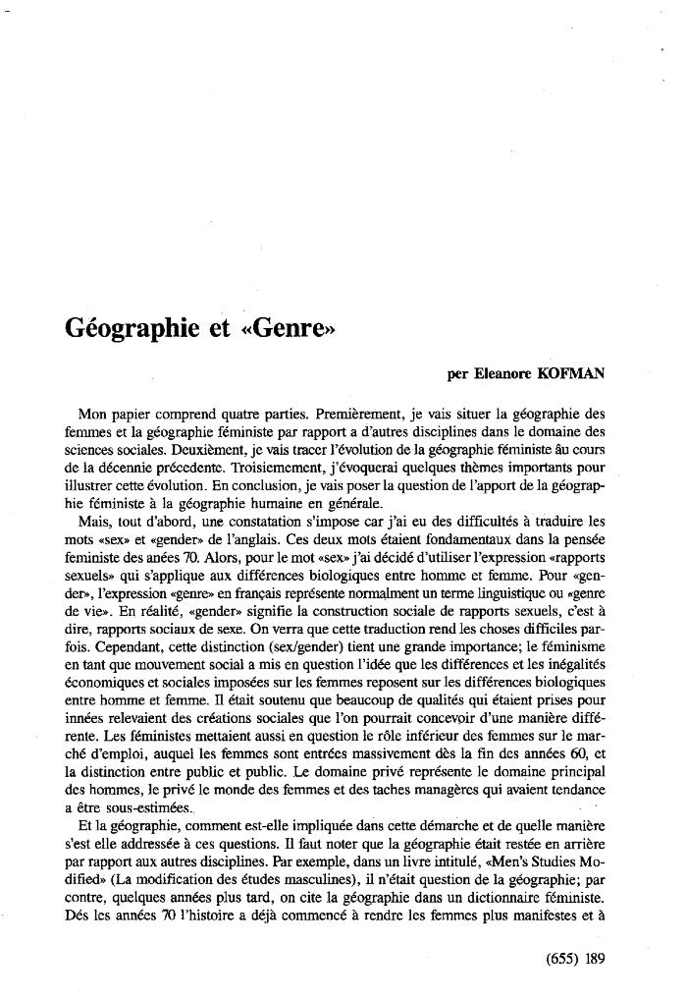 Géographie et «Genre»
per Eleanore KOFMAN
Mon papier comprend quatre parties. Premièrement, je vais situer la géographie des
femmes et la géographie féministe par rapport a d'autres disciplines dans le domaine des
sciences sociales. Deuxièment, je vais tracer l'évolution de la géographie féministe âu cours
de la décennie précedente. Troisiemement, j'évoquerai quelques thèmes importants pour
illustrer cette évolution. En conclusion, je vais poser la question de l'apport de la géograp-
hie féministe à la géographie humaine en générale.
Mais, tout d'abord, une constatation s'impose car j'ai eu des difficultés à traduire les
mots «sex» et «gender» de l'anglais. Ces deux mots étaient fondamentaux dans la pensée
feministe des anées 70. Alors, pour le mot «sex» j'ai décidé d'utiliser l'expression «rapports
sexuels» qui s'applique aux différences biologiques entre homme et femme. Pour «gen-
der», l'expression «genre» en français représente normalment un terme linguistique ou «genre
de vie». En réalité, «gender» signifie la construction sociale de rapports sexuels, c'est à
dire, rapports sociaux de sexe. On verra que cette traduction rend les choses difficiles par-
fois. Cependant, cette distinction (sex/gender) tient une grande importance; le féminisme
en tant que mouvement social a mis en question l'idée que les différences et les inégalités
économiques et sociales imposées sur les femmes reposent sur les différences biologiques
entre homme et femme. Il était soutenu que beaucoup de qualités qui étaient prises pour
innées relevaient des créations sociales que l'on pourrait concevoir d'une manière diffé-
rente. Les féministes mettaient aussi en question le rôle inférieur des femmes sur le mar-
ché d'emploi, auquel les femmes sont entrées massivement dès la fin des années 60, et
la distinction entre public et public. Le domaine privé représente le domaine principal
des hommes, le privé le monde des femmes et des taches managères qui avaient tendance
a être sous-estimées.
Et la géographie, comment est-elle impliquée dans cette démarche et de quelle manière
s'est elle addressée à ces questions. Il faut noter que la géographie était restée en arrière
par rapport aux autres disciplines. Par exemple, dans un livre intitulé, «Men's Studies Mo-
dified» (La modification des études masculines), il n'était question de la géographie; par
contre, quelques années plus tard, on cite la géographie dans un dictionnaire féministe.
Dés les années 70 l'histoire a déjà commencé à rendre les femmes plus manifestes et à
(655) 189